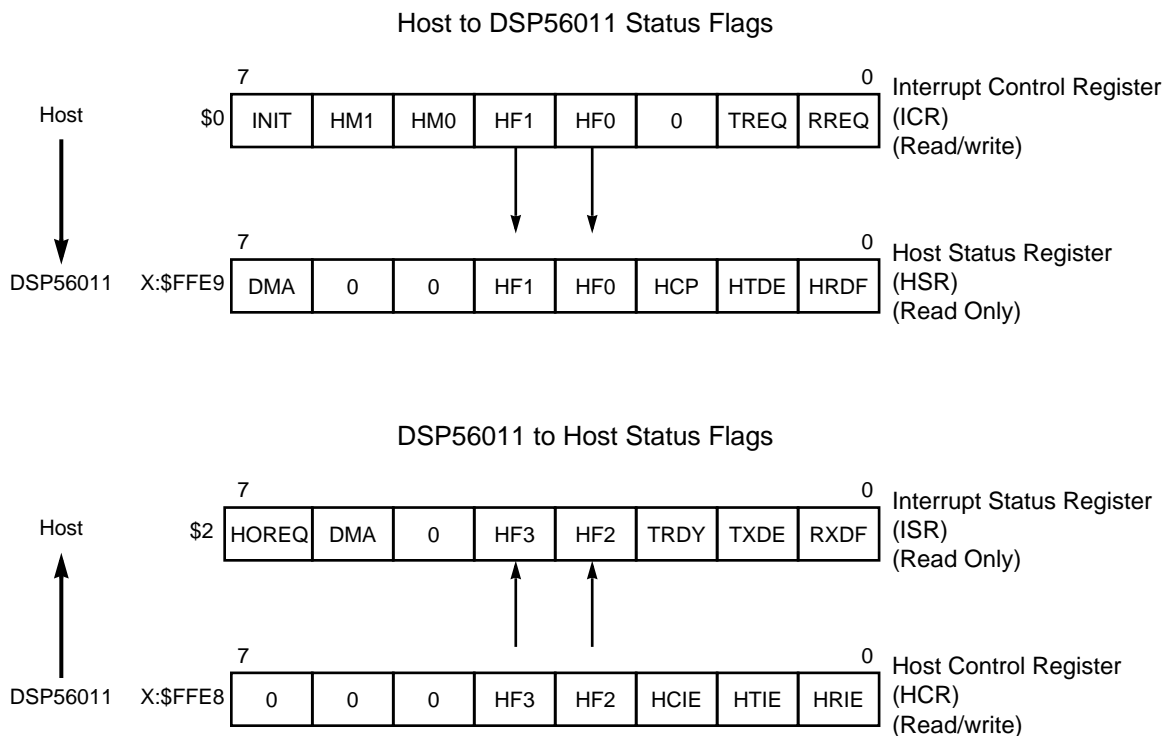 Host to DSP56011 Status Flags
7 0
Host $0 INIT HM1 HM0 HF1 HF0 0 TREQ RREQ
Interrupt Control Register
(ICR)
(Read/write)
7 0
DSP56011 X:$FFE9 DMA 0 0 HF1 HF0 HCP HTDE HRDF
Host Status Register
(HSR)
(Read Only)
DSP56011 to Host Status Flags
7 0
Host $2 HOREQ DMA 0 HF3 HF2 TRDY TXDE RXDF
Interrupt Status Register
(ISR)
(Read Only)
7 0
DSP56011 X:$FFE8 0 0 0 HF3 HF2 HCIE HTIE HRIE
Host Control Register
(HCR)
(Read/write)